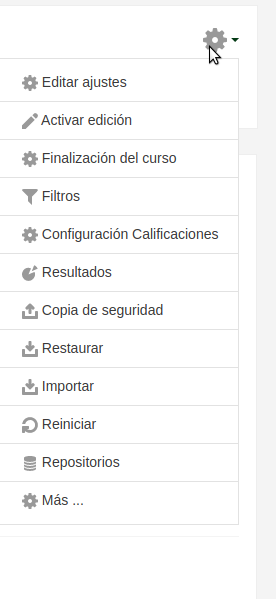 Editar ajustes
Activar edición
Finalización del curso
Filtros
Configuración Calificaciones
Resultados
Copia de seguridad
Restaurar
Importar
Reiniciar
Repositorios
Más ...